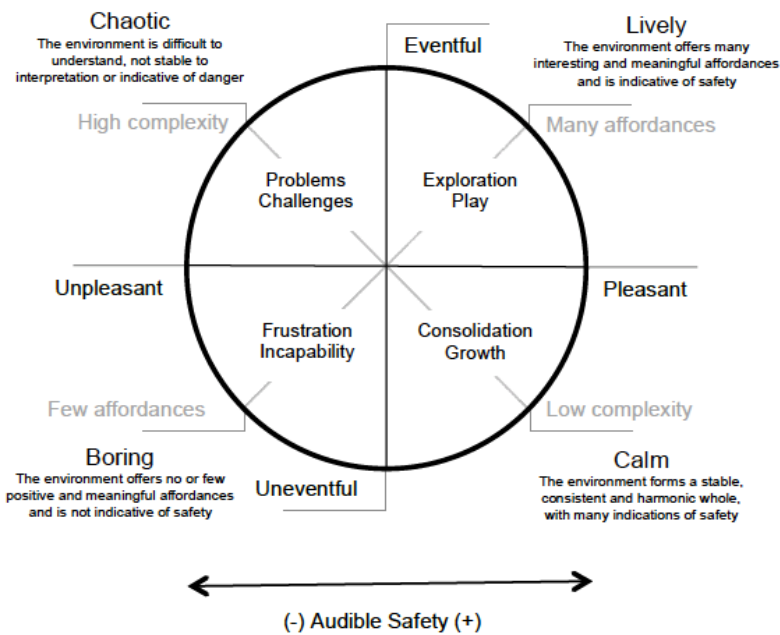 Chaotic
The environment is difficult to
understand, not stable to
interpretation or indicative of danger
Eventful
Lively
The environment offers many
interesting and meaningful affordances
and is indicative of safety
High complexity
Many affordances
Problems
Challenges
Exploration
Play
Unpleasant
Pleasant
Frustration
Incapability
Consolidation
Growth
Few affordances
Low complexity
Boring
The environment offers no or few
positive and meaningful affordances
and is not indicative of safety
Uneventful
Calm
The environment forms a stable,
consistent and harmonic whole,
with many indications of safety
(-) Audible Safety (+)